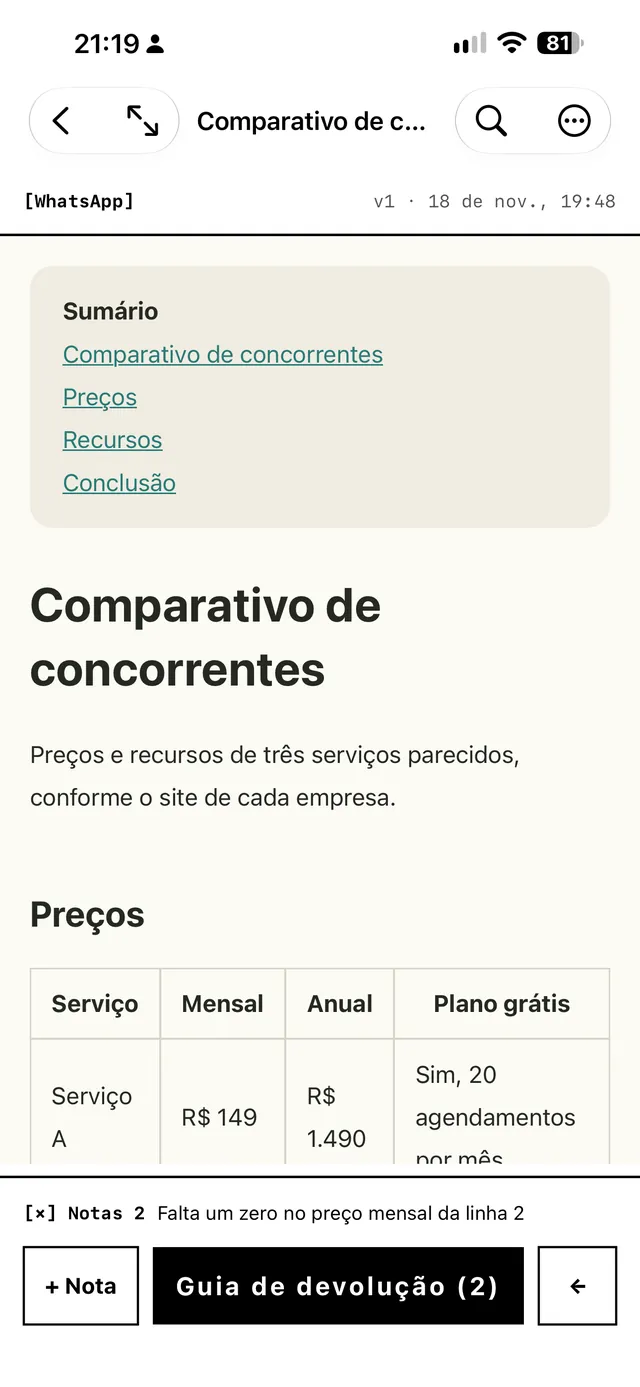 21:19
81
Comparativo de c...
[WhatsApp]
v1 · 18 de nov., 19:48
Sumário
Comparativo de concorrentes
Preços
Recursos
Conclusão
Comparativo de
concorrentes
Preços e recursos de três serviços parecidos,
conforme o site de cada empresa.
Preços
Serviço Mensal Anual Plano grátis
Serviço
A
R$ 149
R$
1.490
Sim, 20
agendamentos
por mês
[×] Notas 2 Falta um zero no preço mensal da linha 2
+ Nota
Guia de devolução (2)
←